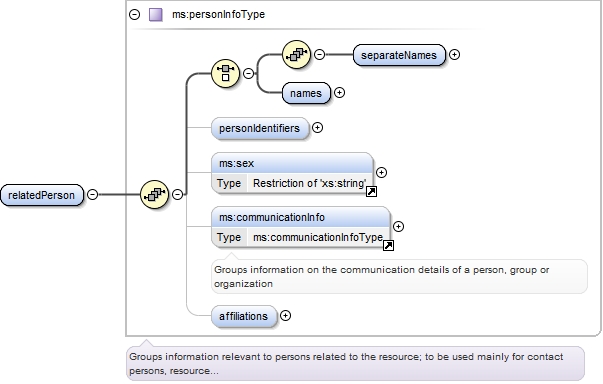 ms:personInfoType
separateNames
names
personIdentifiers
ms:sex
Type Restriction of 'xs:string'
relatedPerson
ms:communicationInfo
Type ms:communicationInfoType
Groups information on the communication details of a person, group or
organization
affiliations
Groups information relevant to persons related to the resource; to be used mainly for contact
persons, resource...